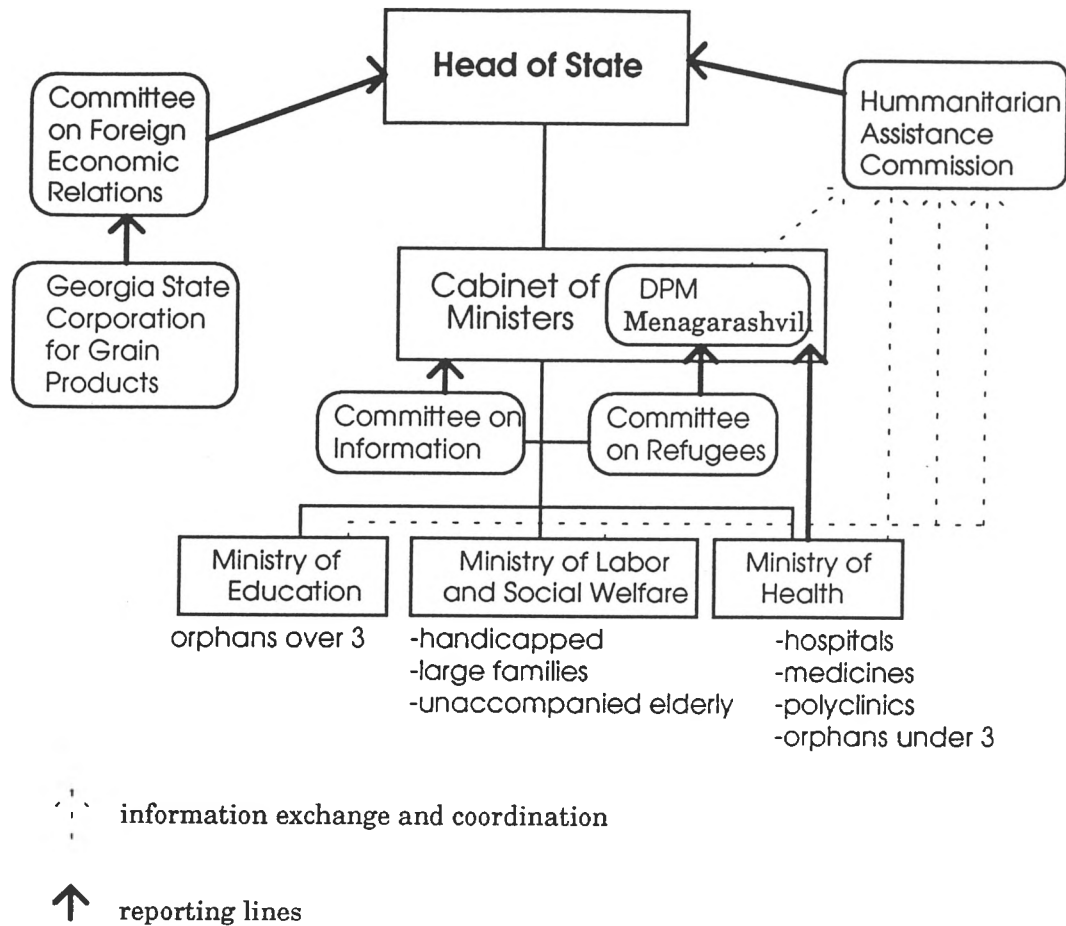 Head of State
Committee
on Foreign
Economic
Relations
Hummanitarian
Assistance
Commission
Georgia State
Corporation
for Grain
Products
Cabinet of
Ministers
DPM
Menagarashvili
Committee on
Information
Committee
on Refugees
Ministry of
Education
Ministry of Labor
and Social Welfare
Ministry of
Health
orphans over 3
-handicapped
-large families
-unaccompanied elderly
-hospitals
-medicines
-polyclinics
-orphans under 3
information exchange and coordination
reporting lines